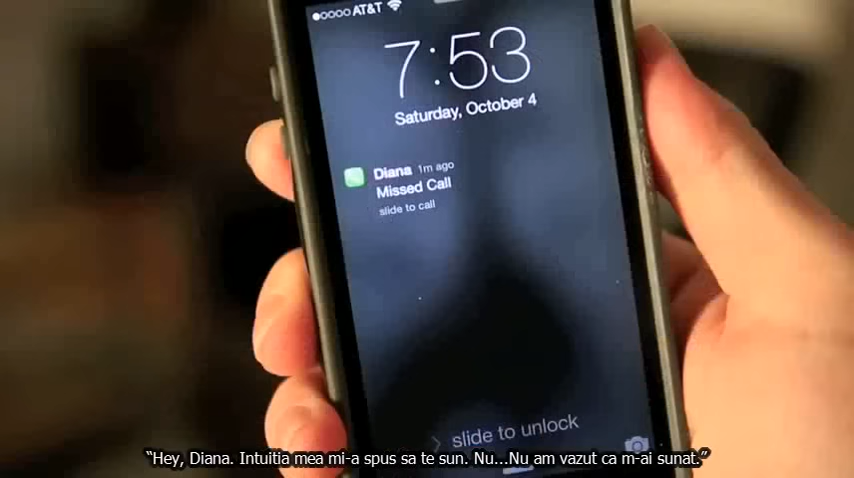 AT&T
7:53
Saturday, October 4
Diana 1m ago
Missed Call
slide to call
slide to unlock
“Hey, Diana. Intuitia mea mi-a spus sa te sun. Nu...Nu am vazut ca m-ai sunat.”